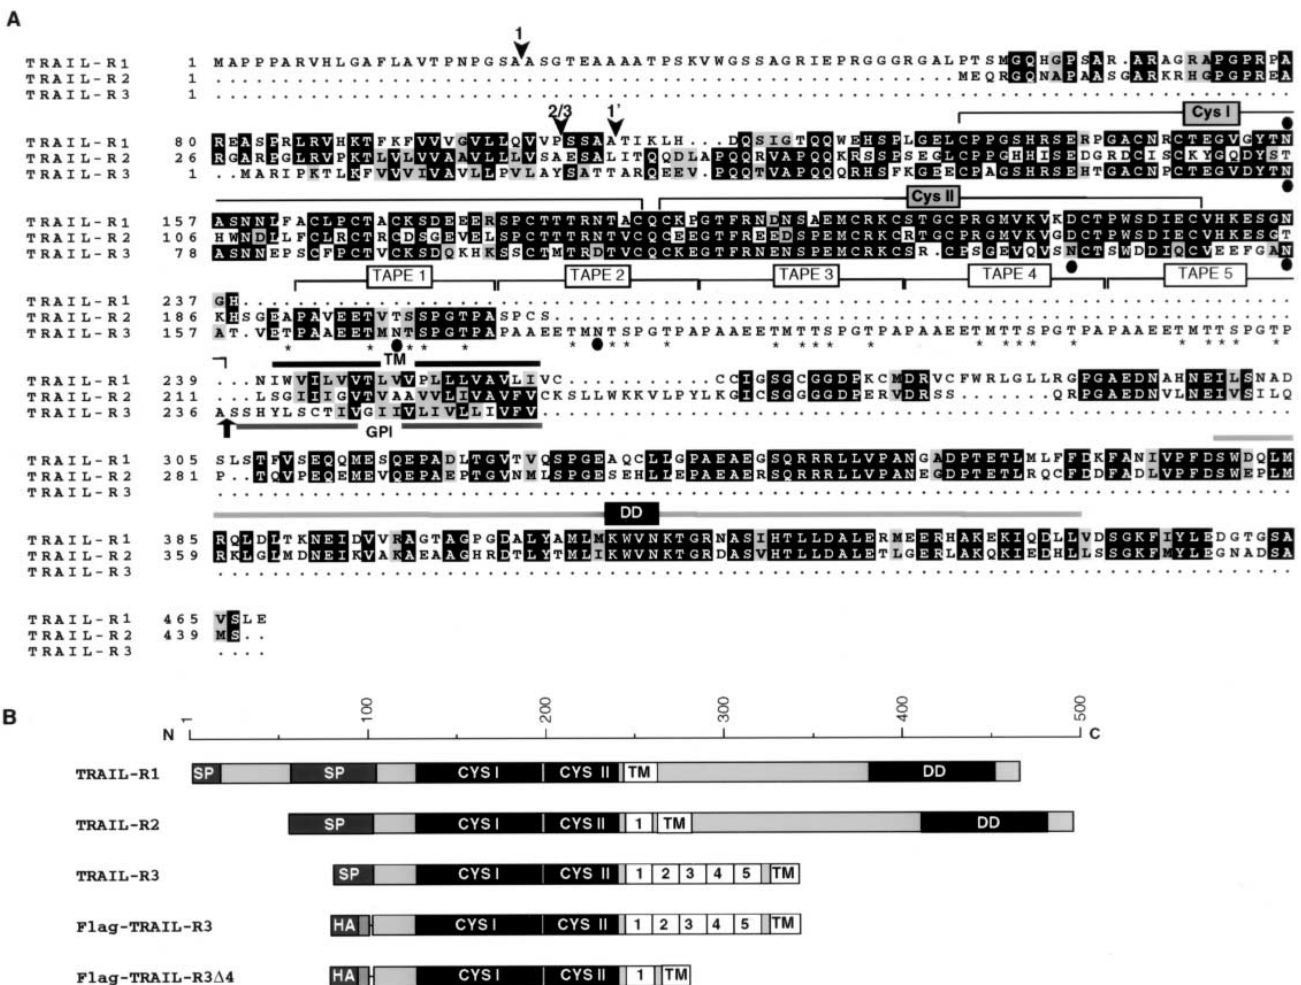 A
1
TRAIL-R1 1 MAPPPARVHLGAFLAVTPNPGSAASGTEAAAATPSKVWGSSAGRIEPRGGGRGALPTSMGQHGPSAR.ARAGRAPGPRPA
TRAIL-R2 1 .......................................................MEQRGQNAPAASGARKRHGPGPREA
TRAIL-R3 1 ................................................................................
2/3 1' Cys I
TRAIL-R1 80 REASPRLRVHKTFKFVVVGVLLQVVPSSAATIKLH...DQSIGTQQWEHSPLGELCPPGSHRSERPGACNRCTEGVGYTN
TRAIL-R2 26 RGARPGLRVPKTLVLVVAAVLLLVSAESALITQQDLAPQQRVAPQQKRSSPSEGLCPPGHHISEDGRDCISCKYGQDYST
TRAIL-R3 1 ..MARIPKTLKFVVVIVAVLLPVLAYSATTARQEEV.PQQTVAPQQQRHSFKGEECPAGSHRSEHTGACNPCTEGVDYTN
Cys II
TRAIL-R1 157 ASNNLFACLPCTACKSDEEERSPCTTTRNTACQCKPGTFRNDNSAEMCRKCSTGCPRGMVKVKDCTPWSDIECVHKESGN
TRAIL-R2 106 HWNDLLFCLRCTRCDSGEVELSPCTTTRNTVCQCEEGTFREEDSPEMCRKCRTGCPRGMVKVGDCTPWSDIECVHKESGT
TRAIL-R3 78 ASNNEPSCFPCTVCKSDQKHKSSCTMTRDTVCQCKEGTFRNENSPEMCRKCSR.CPSGEVQVSNCTSWDDIQCVEEFGAN
TAPE 1 TAPE 2 TAPE 3 TAPE 4 TAPE 5
TRAIL-R1 237 GH..............................................................................
TRAIL-R2 186 KHSGEAPAVEETVTSSPGTPASPCS.......................................................
TRAIL-R3 157 AT.VETPAAEETMNTSPGTPAPAAEETMNTSPGTPAPAAEETMTTSPGTPAPAAEETMTTSPGTPAPAAEETMTTSPGTP
* * * * * * * * * * * * * * * * * * * * * * * *
TM
TRAIL-R1 239 ...NIWVILVVTLVVPLLLVAVLIVC...........CCIGSGCGGDPKCMDRVCFWRLGLLRGPGAEDNAHNEILSNAD
TRAIL-R2 211 ...LSGIIIGVTVAAVVLIVAVFVCKSLLWKKVLPYLKGICSGGGGDPERVDRSS.......QRPGAEDNVLNEIVSILQ
TRAIL-R3 236 ASSHYLSCTIVGIIVLIVLLIVFV........................................................
GPI
TRAIL-R1 305 SLSTFVSEQQMESQEPADLTGVTVQSPGEAQCLLGPAEAEGSQRRRLLVPANGADPTETLMLFFDKFANIVPFDSWDQLM
TRAIL-R2 281 P..TQVPEQEMEVQEPAEPTGVNMLSPGESEHLLEPAEAERSQRRRLLVPANEGDPTETLRQCFDDFADLVPFDSWEPLM
TRAIL-R3 ................................................................................
DD
TRAIL-R1 385 RQLDLTKNEIDVVRAGTAGPGDALYAMLMKWVNKTGRNASIHTLLDALERMEERHAKEKIQDLLVDSGKFIYLEDGTGSA
TRAIL-R2 359 RKLGLMDNEIKVAKAEAAGHRDTLYTMLIKWVNKTGRDASVHTLLDALETLGERLAKQKIEDHLLSSGKFMYLEGNADSA
TRAIL-R3 ................................................................................
TRAIL-R1 465 VSLE
TRAIL-R2 439 MS..
TRAIL-R3 ....
B
N 1 100 200 300 400 500 C
TRAIL-R1 SP SP CYS I CYS II TM DD
TRAIL-R2 SP CYS I CYS II 1 TM DD
TRAIL-R3 SP CYS I CYS II 1 2 3 4 5 TM
Flag-TRAIL-R3 HA CYS I CYS II 1 2 3 4 5 TM
Flag-TRAIL-R3Δ4 HA CYS I CYS II 1 TM